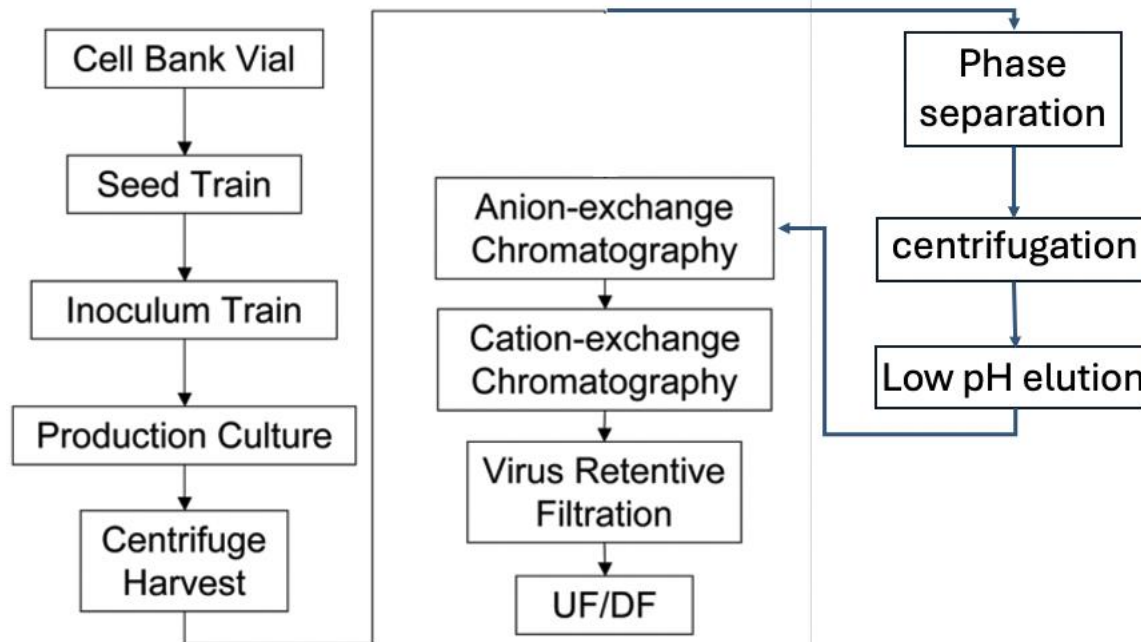 Cell Bank Vial
Seed Train
Inoculum Train
Production Culture
Centrifuge
Harvest
Phase
separation
centrifugation
Low pH elution
Anion-exchange
Chromatography
Cation-exchange
Chromatography
Virus Retentive
Filtration
UF/DF